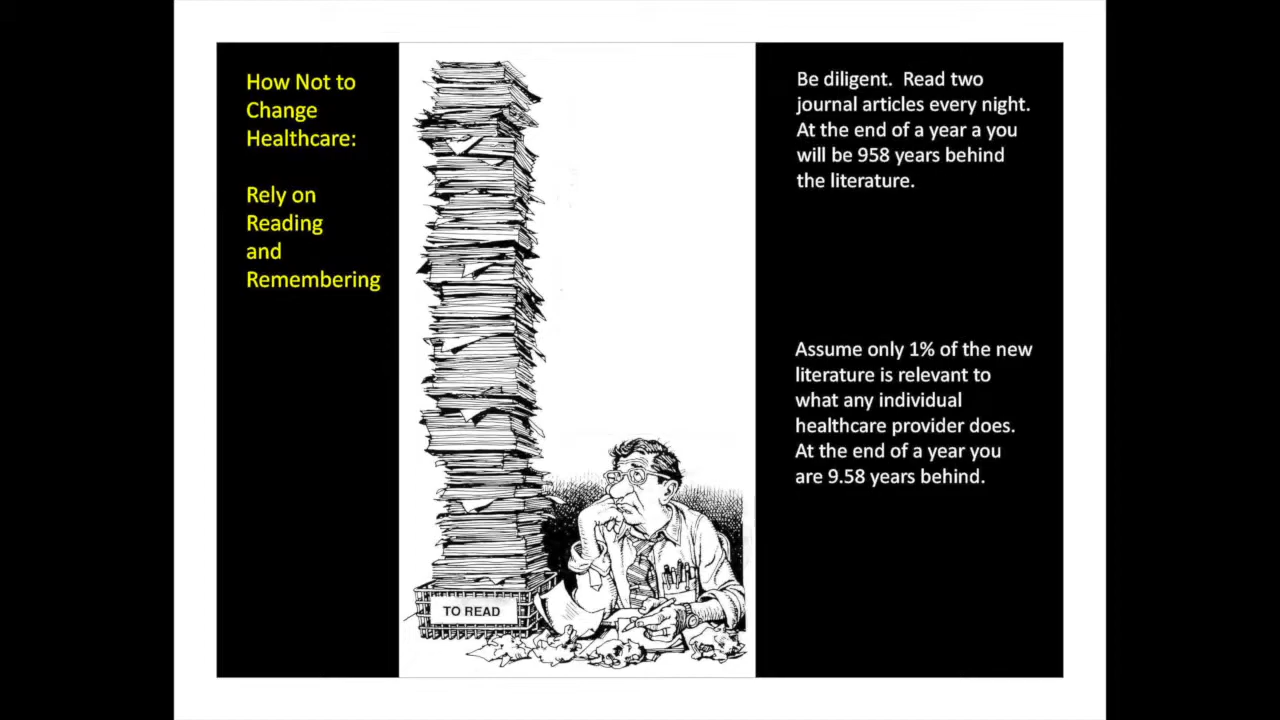 How Not to
Change
Healthcare:
Rely on
Reading
and
Remembering
TO READ
Be diligent. Read two
journal articles every night.
At the end of a year a you
will be 958 years behind
the literature.
Assume only 1% of the new
literature is relevant to
what any individual
healthcare provider does.
At the end of a year you
are 9.58 years behind.